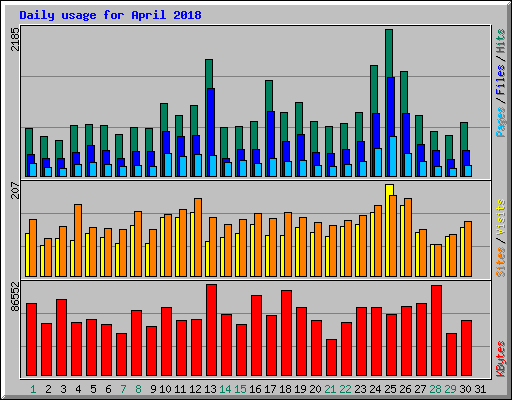 Daily usage for April 2018
2185
Pages / Files / Hits
207
Sites / Visits
86552
KBytes
1 2 3 4 5 6 7 8 9 10 11 12 13 14 15 16 17 18 19 20 21 22 23 24 25 26 27 28 29 30 31